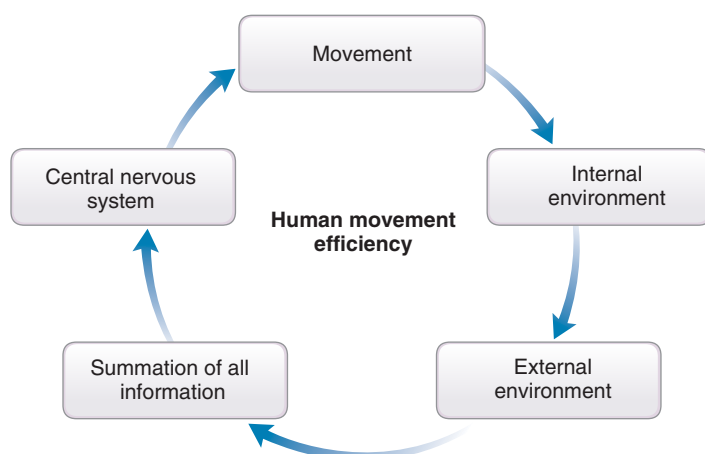 Movement
Internal
environment
External
environment
Summation of all
information
Central nervous
system
Human movement
efficiency